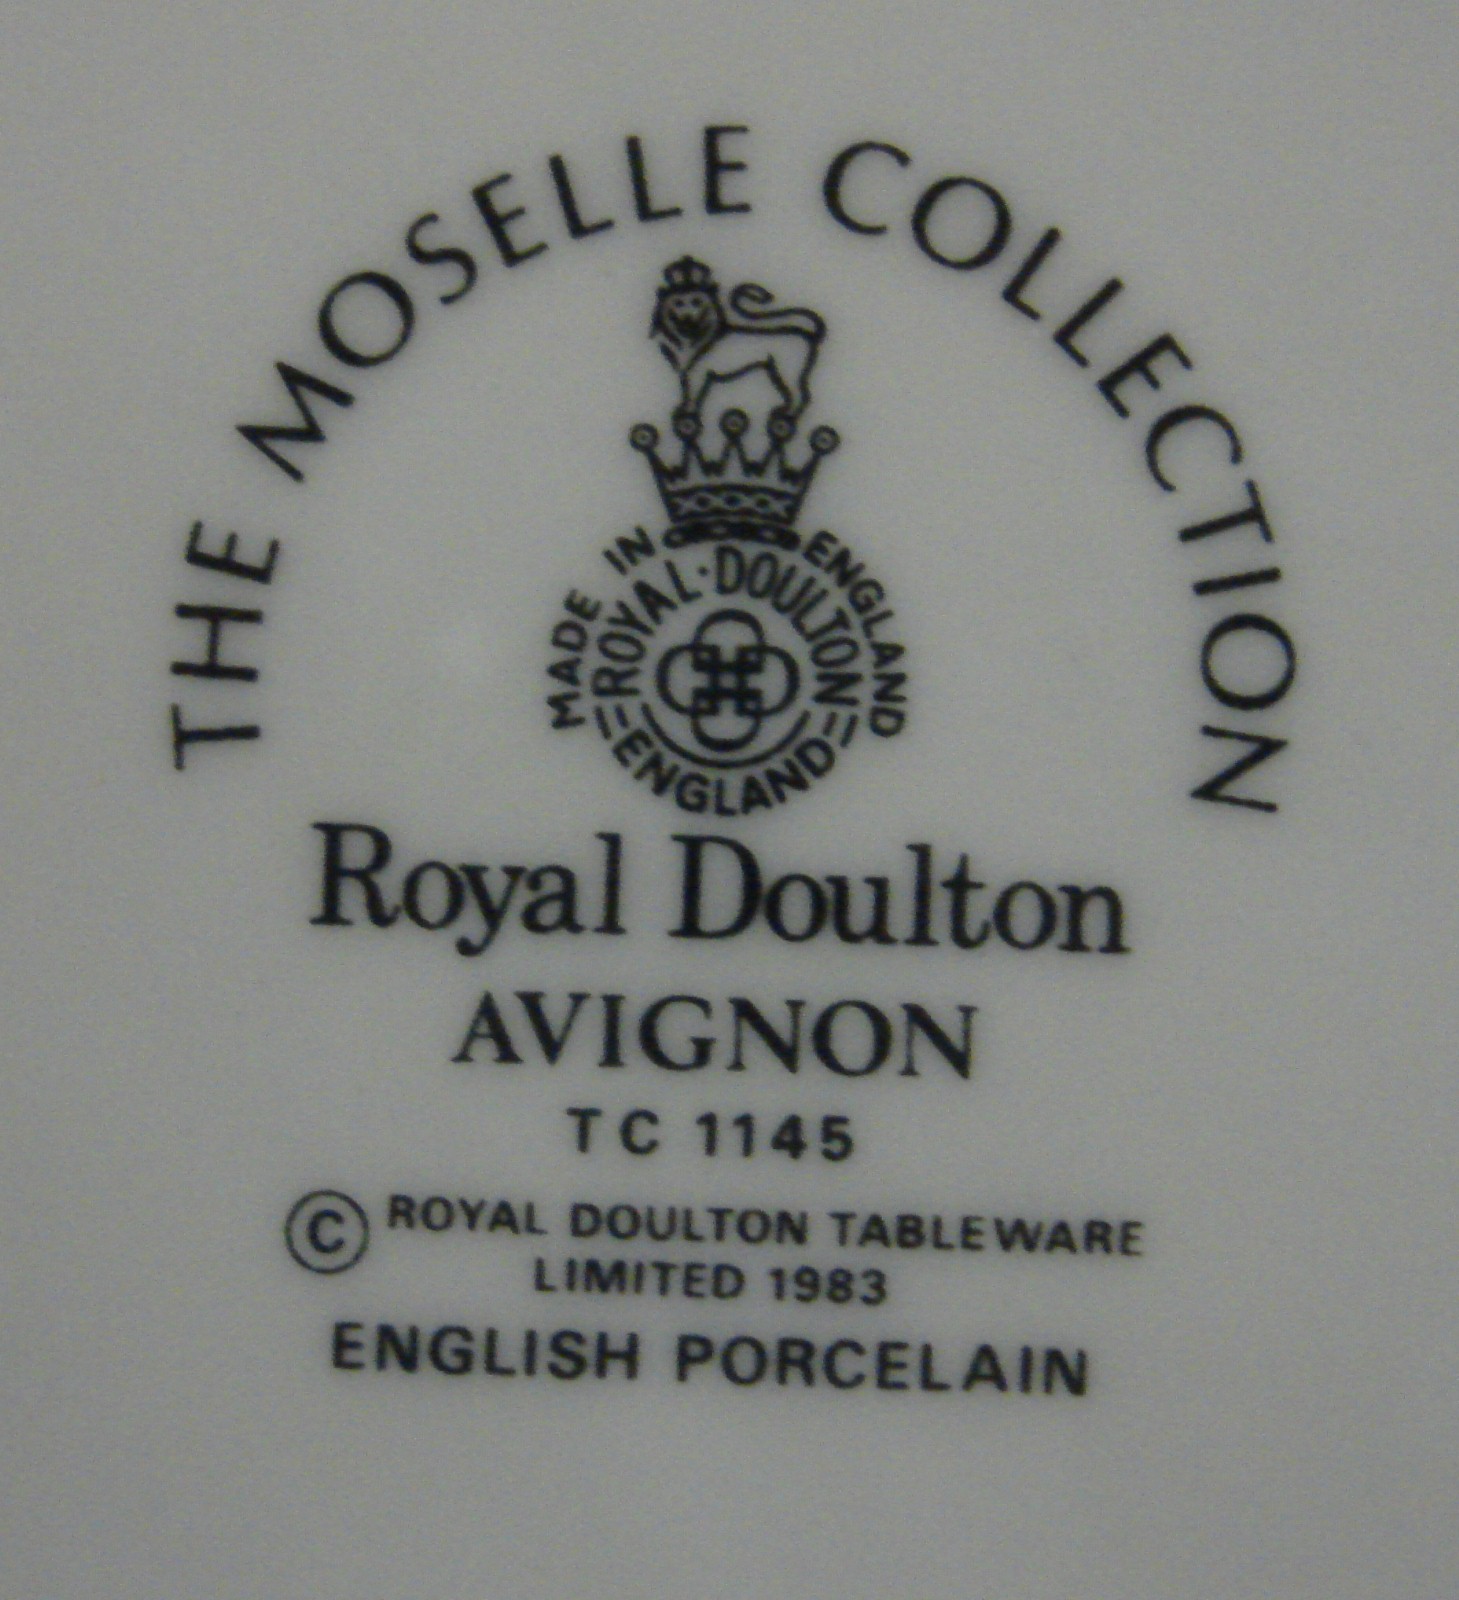 THE MOSELLE COLLECTION
MADE IN ENGLAND
ROYAL·DOULTON
ENGLAND
Royal Doulton
AVIGNON
TC 1145
© ROYAL DOULTON TABLEWARE
LIMITED 1983
ENGLISH PORCELAIN